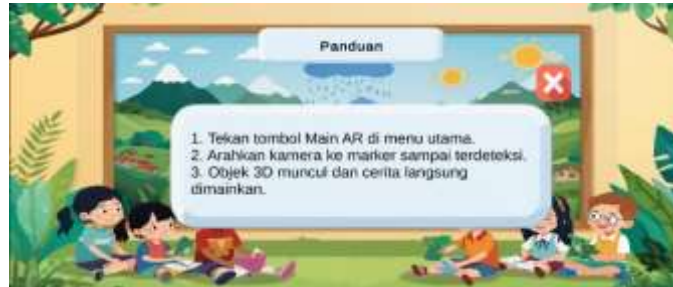 Panduan
1. Tekan tombol Main AR di menu utama.
2. Arahkan kamera ke marker sampai terdeteksi.
3. Objek 3D muncul dan cerita langsung
dimainkan.